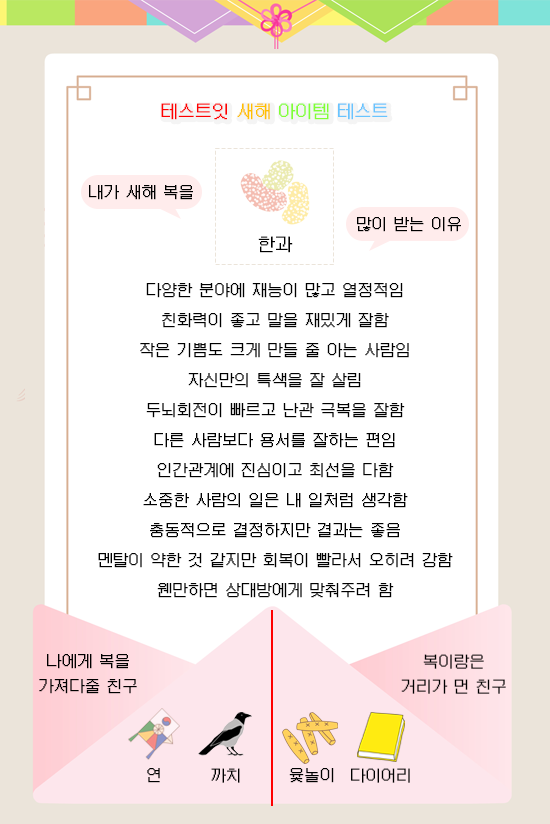 테스트잇 새해 아이템 테스트
내가 새해 복을
많이 받는 이유
한과
다양한 분야에 재능이 많고 열정적임
친화력이 좋고 말을 재밌게 잘함
작은 기쁨도 크게 만들 줄 아는 사람임
자신만의 특색을 잘 살림
두뇌회전이 빠르고 난관 극복을 잘함
다른 사람보다 용서를 잘하는 편임
인간관계에 진심이고 최선을 다함
소중한 사람의 일은 내 일처럼 생각함
충동적으로 결정하지만 결과는 좋음
멘탈이 약한 것 같지만 회복이 빨라서 오히려 강함
웬만하면 상대방에게 맞춰주려 함
나에게 복을
가져다줄 친구
연
까치
복이랑은
거리가 먼 친구
윷놀이
다이어리